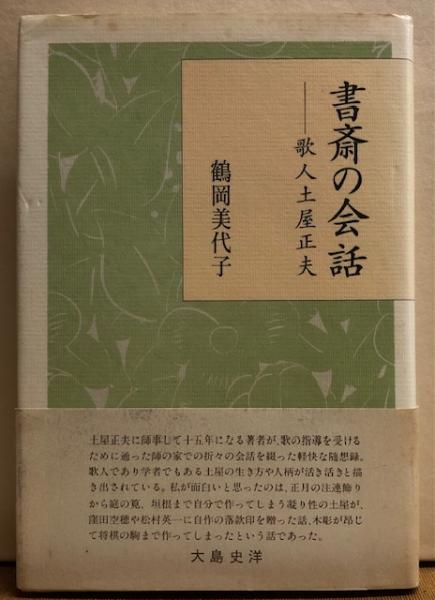 書斎の会話
──歌人土屋正夫
鶴岡美代子
土屋正夫に師事して十五年になる著者が、歌の指導を受ける
ために通った師の家での折々の会話を綴った軽快な随想録。
歌人であり学者でもある土屋の生き方や人柄が活き活きと描
き出されている。私が面白いと思ったのは、正月の注連飾り
から庭の筧、垣根まで自分で作ってしまう凝り性の土屋が、
窪田空穂や松村英一に自作の落款印を贈った話、木彫が昂じ
て将棋の駒まで作ってしまったという話であった。
大島史洋